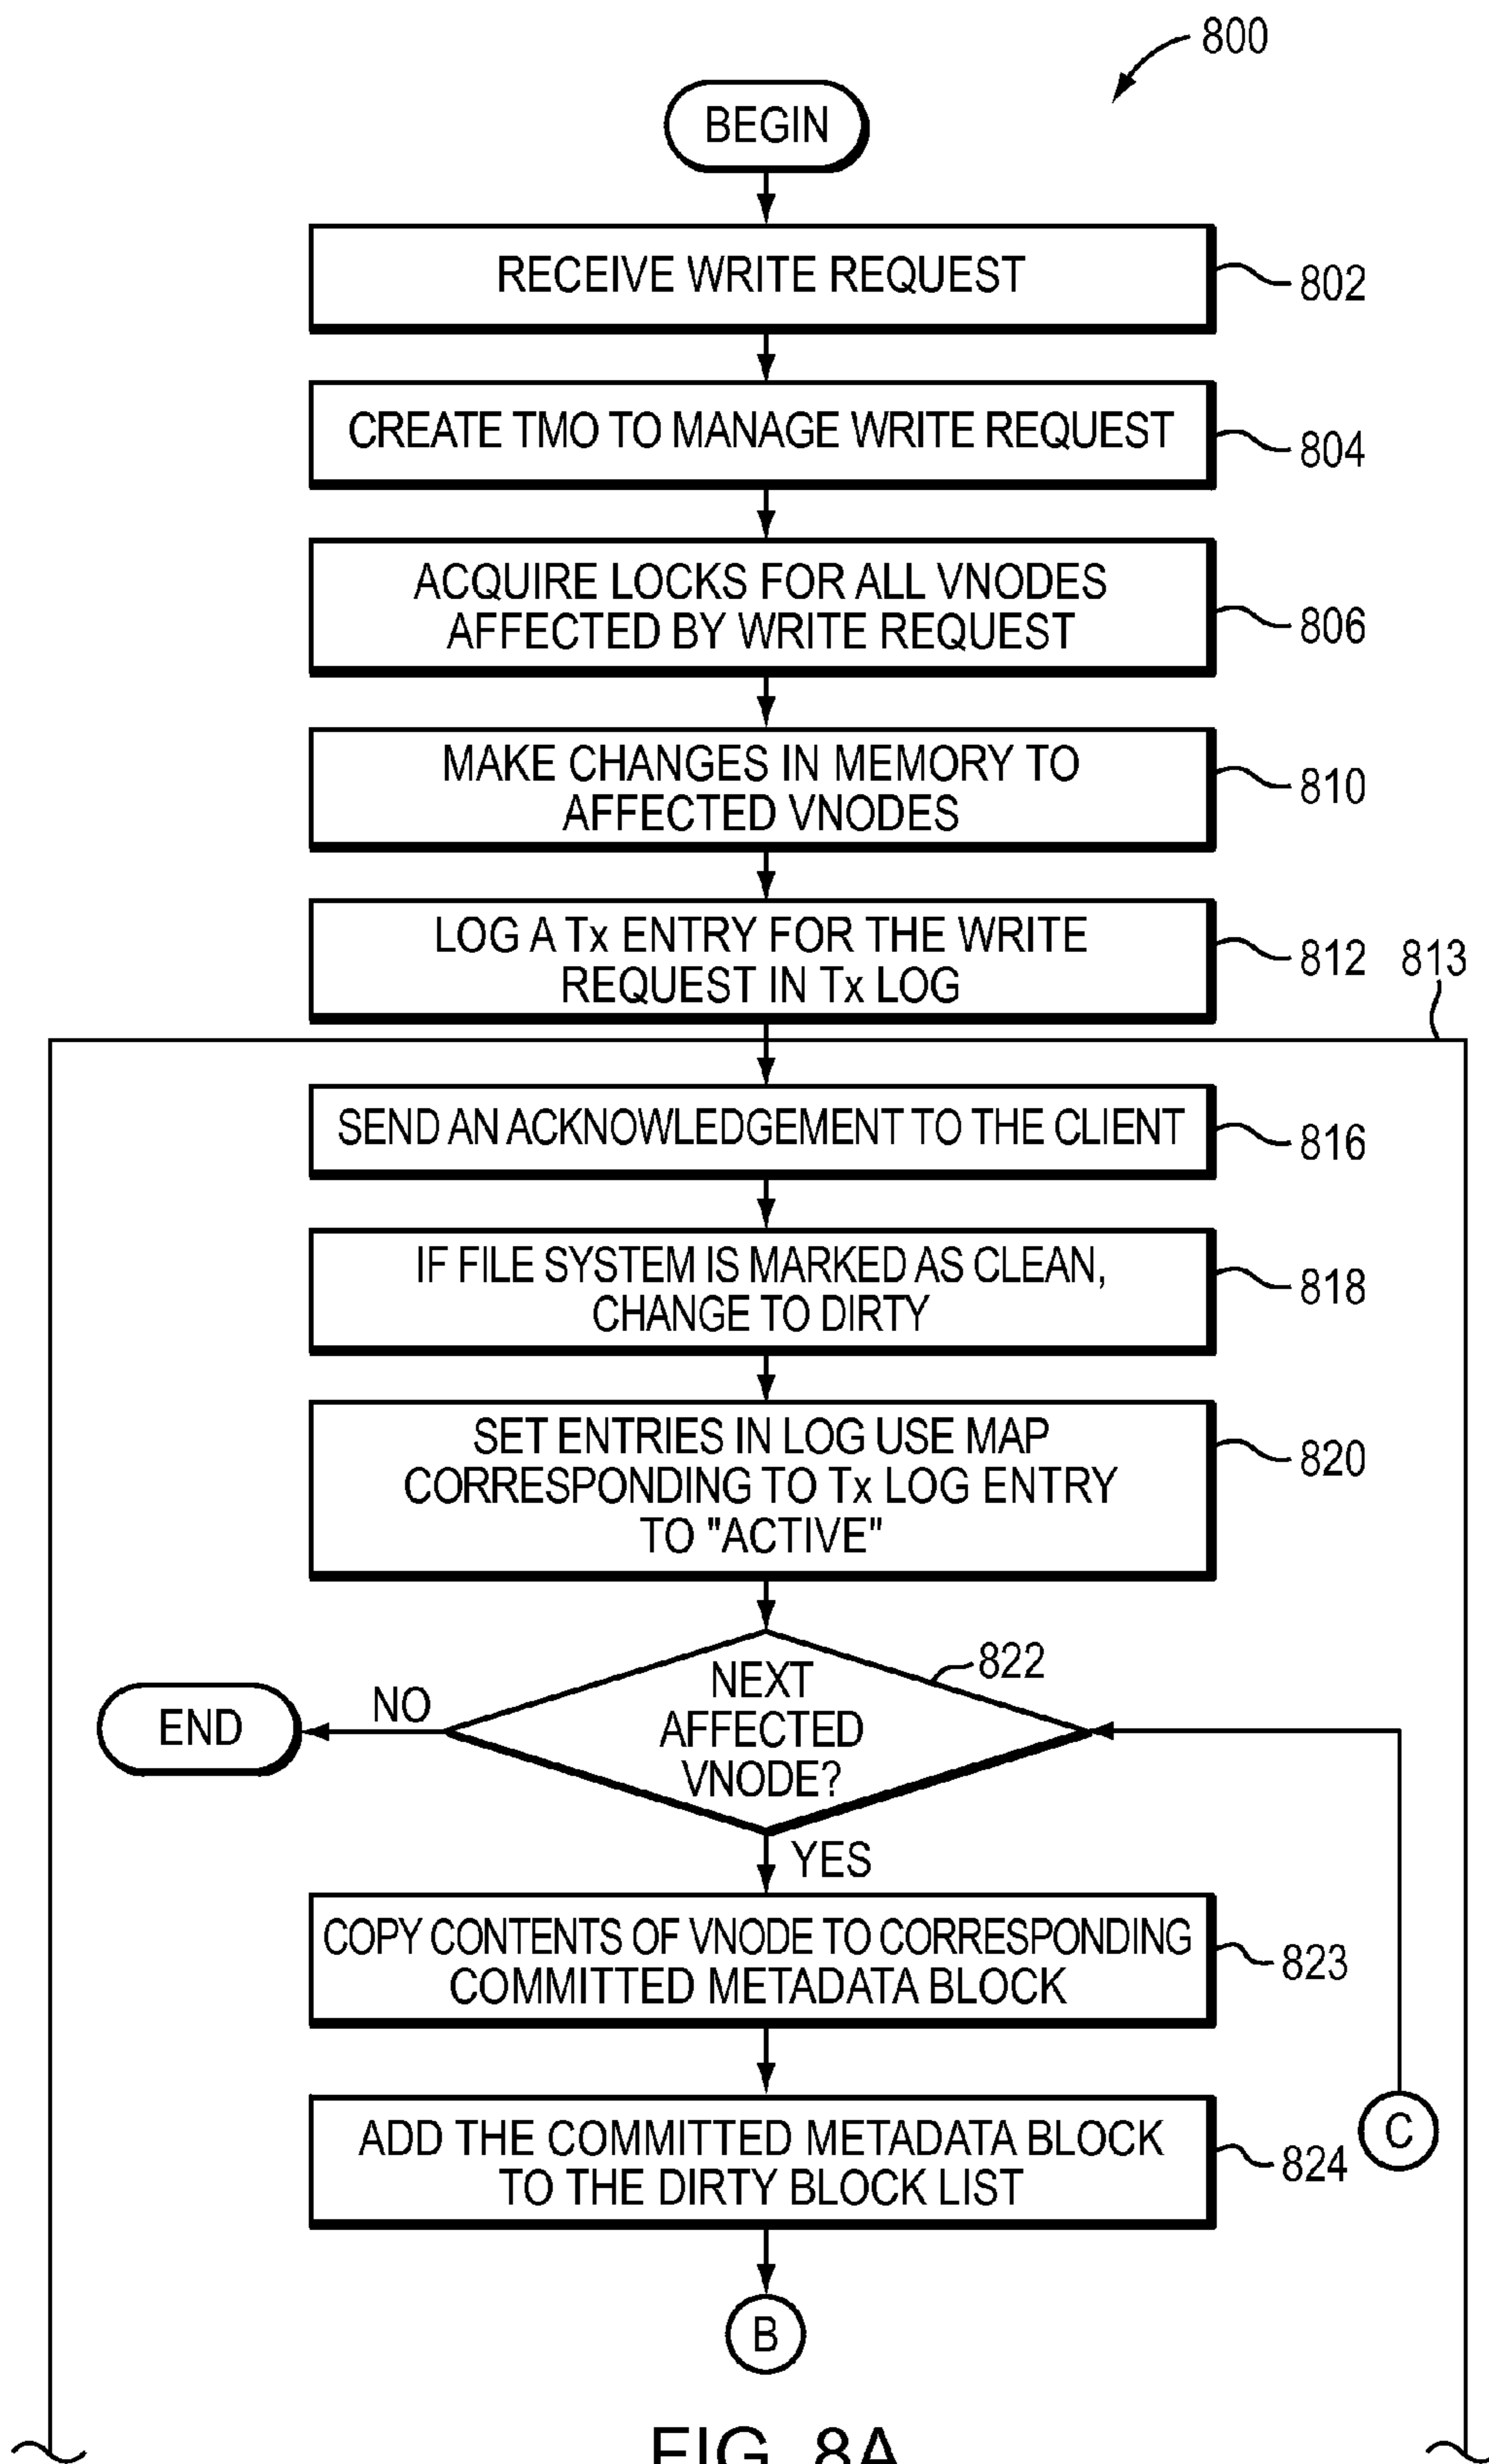 800
BEGIN
RECEIVE WRITE REQUEST
802
CREATE TMO TO MANAGE WRITE REQUEST
804
ACQUIRE LOCKS FOR ALL VNODES
AFFECTED BY WRITE REQUEST
806
MAKE CHANGES IN MEMORY TO
AFFECTED VNODES
810
LOG A Tx ENTRY FOR THE WRITE
REQUEST IN Tx LOG
812
813
SEND AN ACKNOWLEDGEMENT TO THE CLIENT
816
IF FILE SYSTEM IS MARKED AS CLEAN,
CHANGE TO DIRTY
818
SET ENTRIES IN LOG USE MAP
CORRESPONDING TO Tx LOG ENTRY
TO "ACTIVE"
820
NEXT
AFFECTED
VNODE?
822
NO
END
YES
COPY CONTENTS OF VNODE TO CORRESPONDING
COMMITTED METADATA BLOCK
823
ADD THE COMMITTED METADATA BLOCK
TO THE DIRTY BLOCK LIST
824
C
B
FIG. 8A